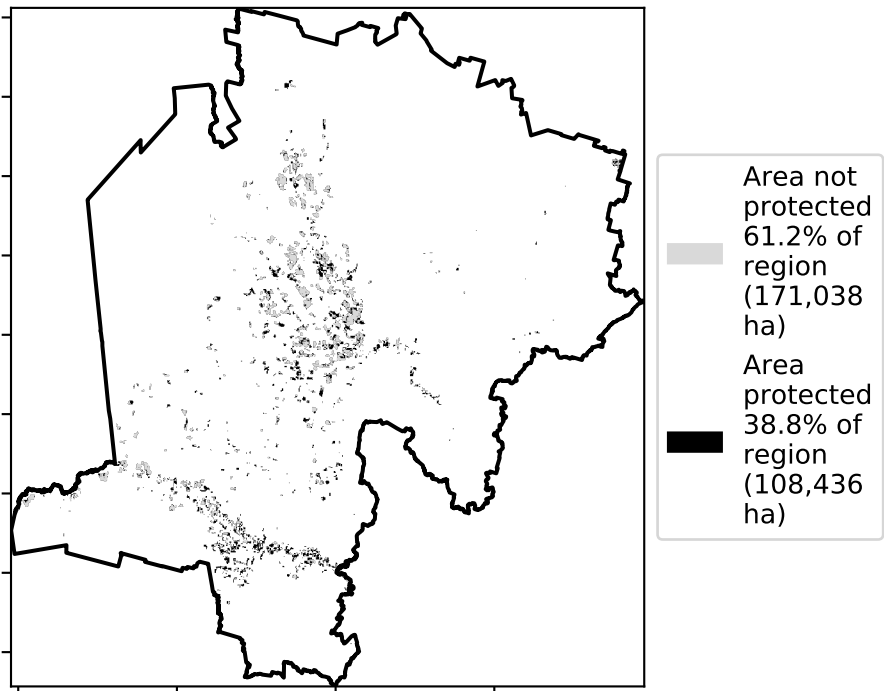 Area not
protected
61.2% of
region
(171,038
ha)
Area
protected
38.8% of
region
(108,436
ha)